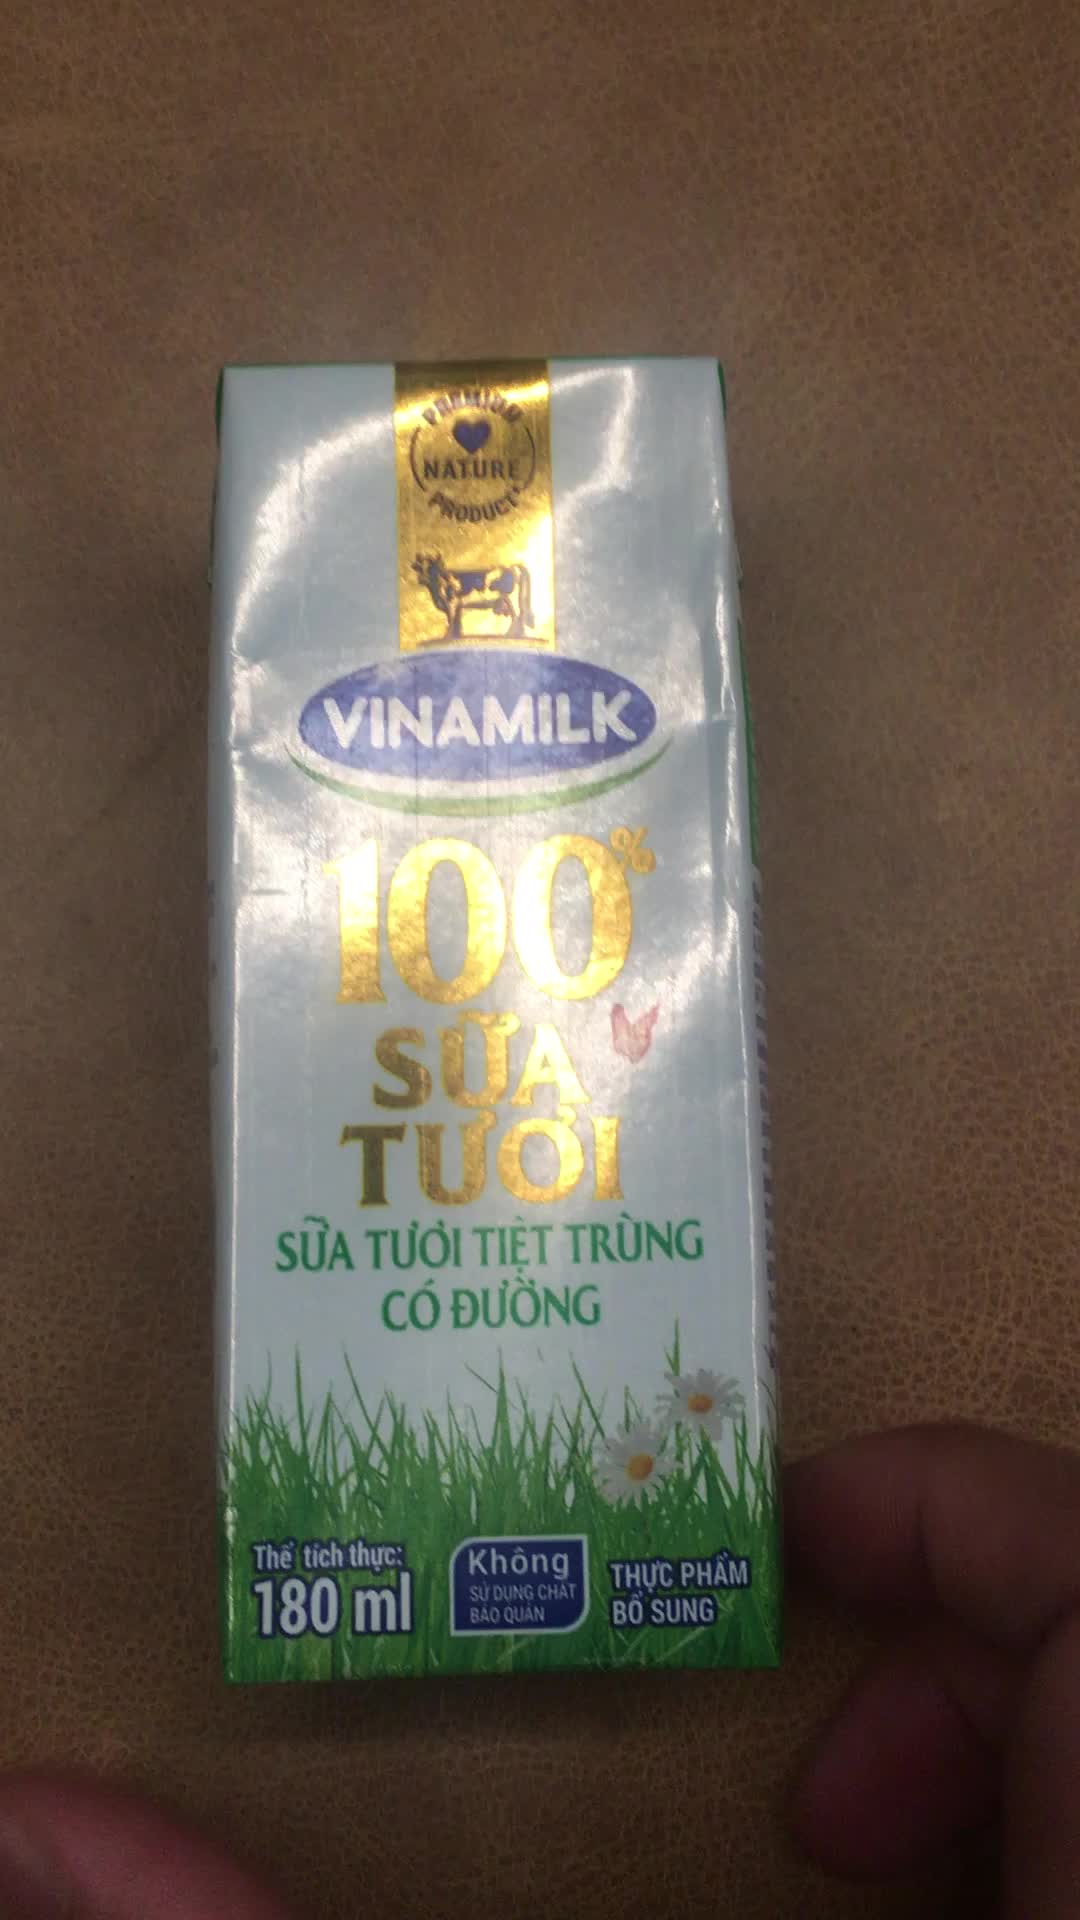 PREMIUM
NATURE
PRODUCT
VINAMILK
100%
SỮA
TƯƠI
SỮA TƯƠI TIỆT TRÙNG
CÓ ĐƯỜNG
Thể tích thực:
180 ml
Không
SỬ DỤNG CHẤT
BẢO QUẢN
THỰC PHẨM
BỔ SUNG